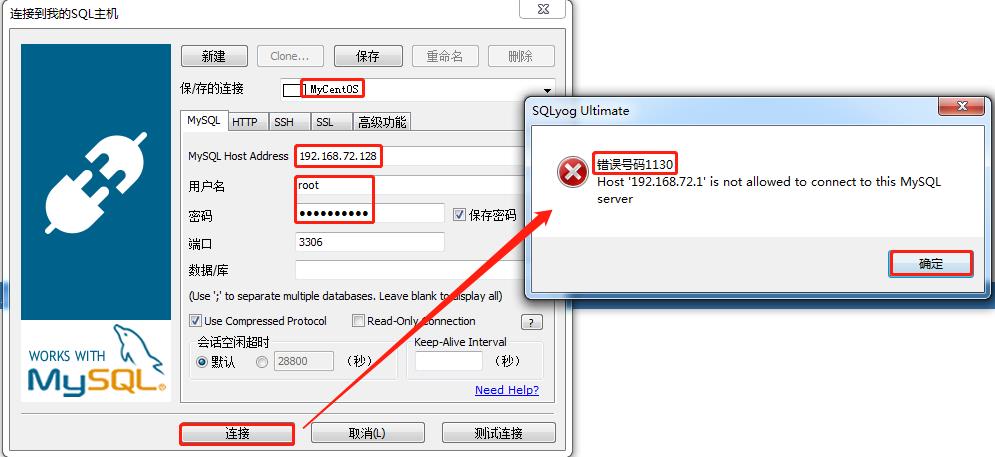 连接到我的SQL主机
新建
Clone...
保存
重命名
删除
保/存的连接
MyCentOS
MySQL
HTTP
SSH
SSL
高级功能
MySQL Host Address
192.168.72.128
用户名
root
密码
••••••••••
保存密码
端口
3306
数据/库
(Use ';' to separate multiple databases. Leave blank to display all)
Use Compressed Protocol
Read-Only Connection
?
会话空闲超时
默认
28800
(秒)
Keep-Alive Interval
(秒)
Need Help?
WORKS WITH
MySQL®
连接
取消(L)
测试连接
SQLyog Ultimate
错误号码1130
Host '192.168.72.1' is not allowed to connect to this MySQL
server
确定